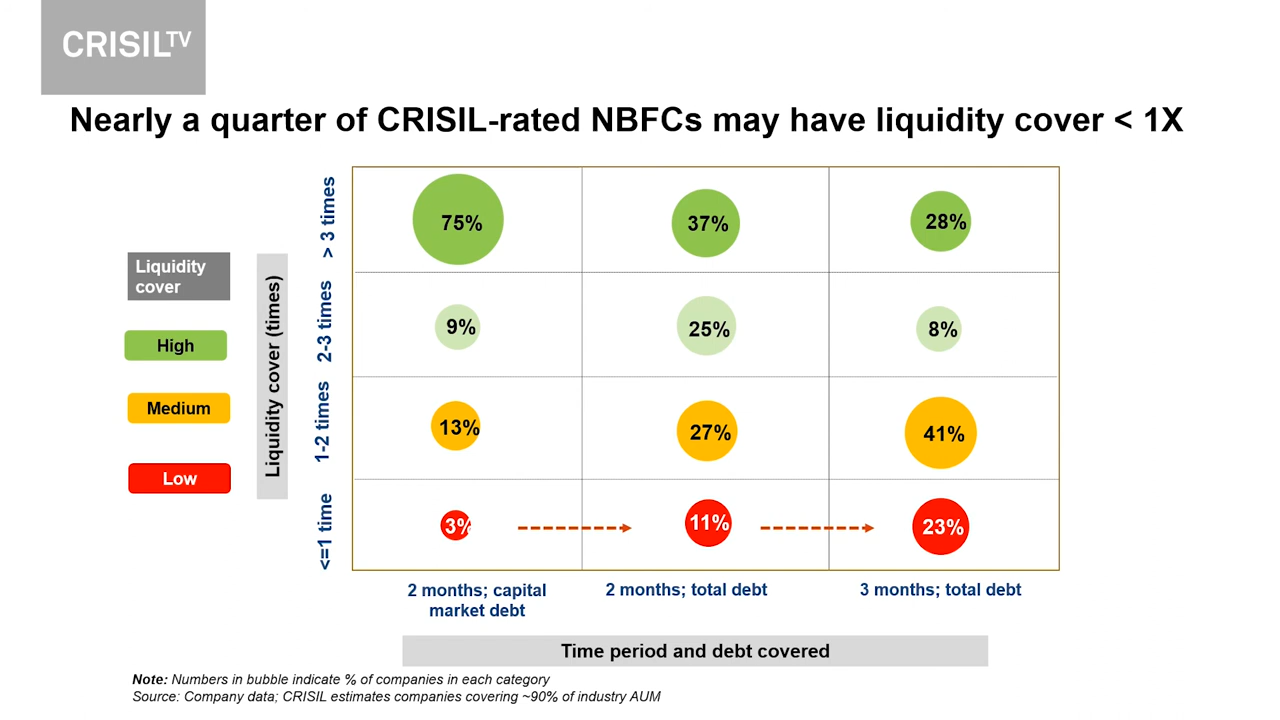 CRISIL TV
Nearly a quarter of CRISIL-rated NBFCs may have liquidity cover < 1X
Liquidity
cover
High
Medium
Low
Liquidity cover (times)
> 3 times
75%
37%
28%
2-3 times
9%
25%
8%
1-2 times
13%
27%
41%
<=1 time
3%
11%
23%
2 months; capital
market debt
2 months; total debt
3 months; total debt
Time period and debt covered
Note: Numbers in bubble indicate % of companies in each category
Source: Company data; CRISIL estimates companies covering ~90% of industry AUM